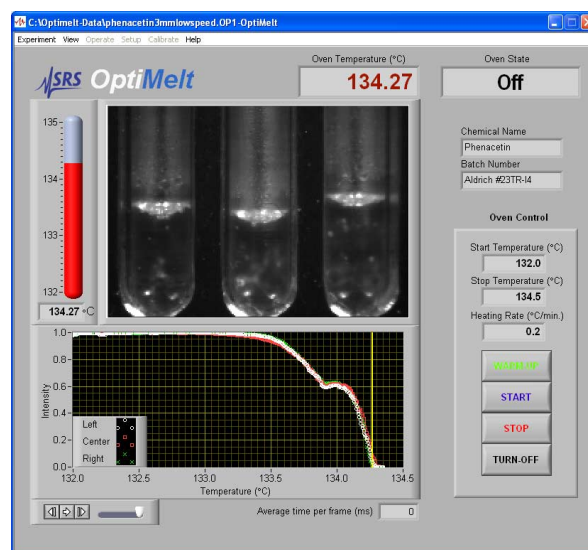 C:\Optimelt-Data\phenacetin3mmlowspeed.OP1-OptiMelt
Experiment View Operate Setup Calibrate Help
SRS OptiMelt
Oven Temperature (°C)
134.27
Oven State
Off
135-
134-
133-
132-
134.27 °C
Chemical Name
Phenacetin
Batch Number
Aldrich #23TR-I4
Oven Control
Start Temperature (°C)
132.0
Stop Temperature (°C)
134.5
Heating Rate (°C/min.)
0.2
WARM-UP
START
STOP
TURN-OFF
Intensity
1.0
0.8
0.6
0.4
0.2
0.0
Left
Center
Right
132.0 132.5 133.0 133.5 134.0 134.5
Temperature (°C)
Average time per frame (ms) 0